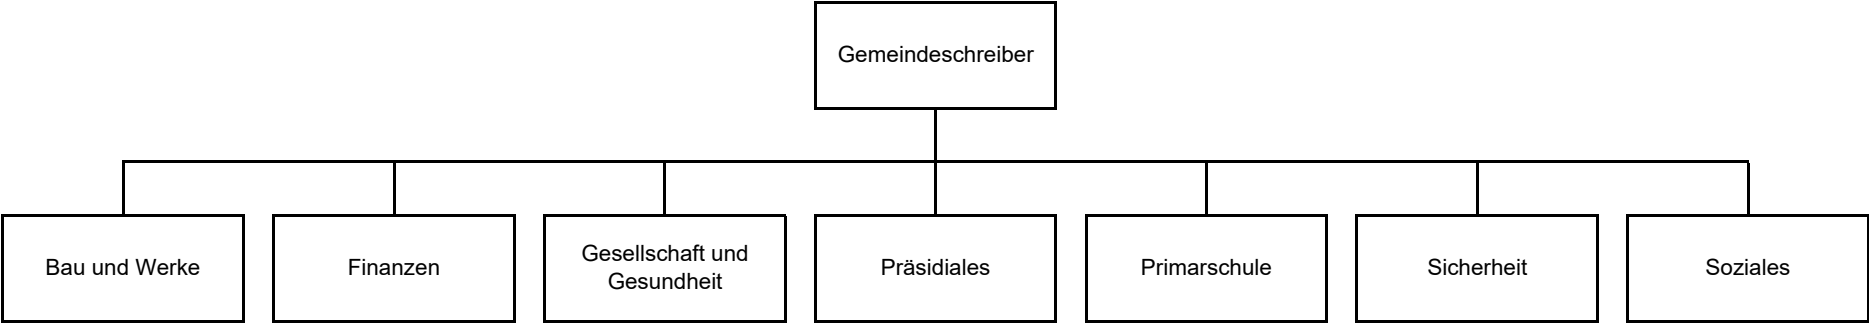 Gemeindeschreiber
Bau und Werke
Finanzen
Gesellschaft und
Gesundheit
Präsidiales
Primarschule
Sicherheit
Soziales